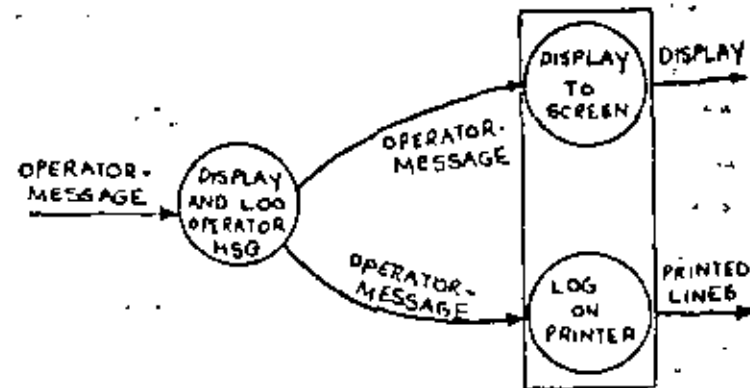 OPERATOR-
MESSAGE
DISPLAY
AND LOG
OPERATOR
MSG
OPERATOR-
MESSAGE
OPERATOR-
MESSAGE
DISPLAY
TO
SCREEN
DISPLAY
LOG
ON
PRINTER
PRINTED
LINES